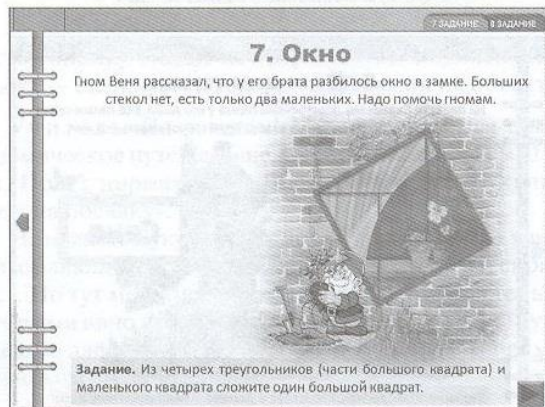 7 ЗАДАНИЕ 8 ЗАДАНИЕ
7. Окно
Гном Веня рассказал, что у его брата разбилось окно в замке. Больших
стекол нет, есть только два маленьких. Надо помочь гномам.
Задание. Из четырех треугольников (части большого квадрата) и
маленького квадрата сложите один большой квадрат.